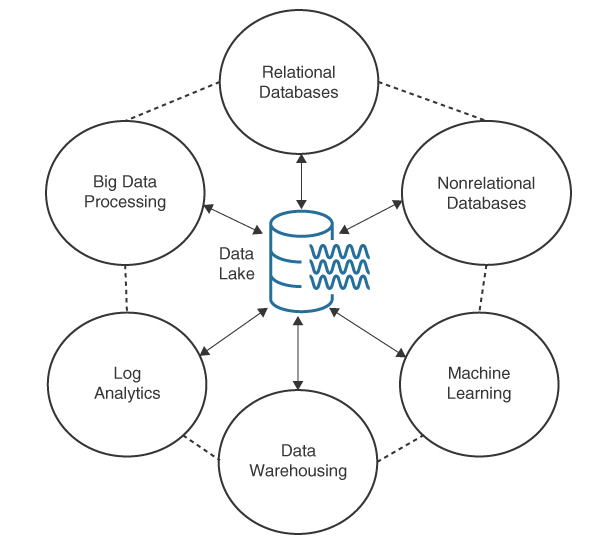 Relational
Databases
Big Data
Processing
Nonrelational
Databases
Data
Lake
Log
Analytics
Machine
Learning
Data
Warehousing